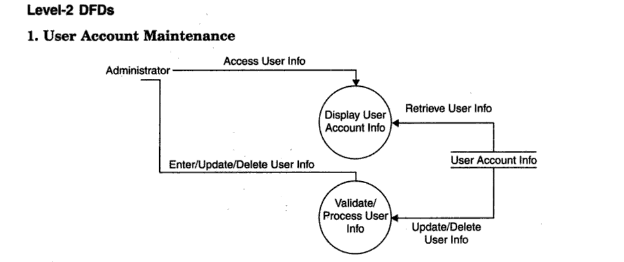 Level-2 DFDs
1. User Account Maintenance
Access User Info
Administrator
Display User
Account Info
Retrieve User Info
User Account Info
Enter/Update/Delete User Info
Validate/
Process User
Info
Update/Delete
User Info